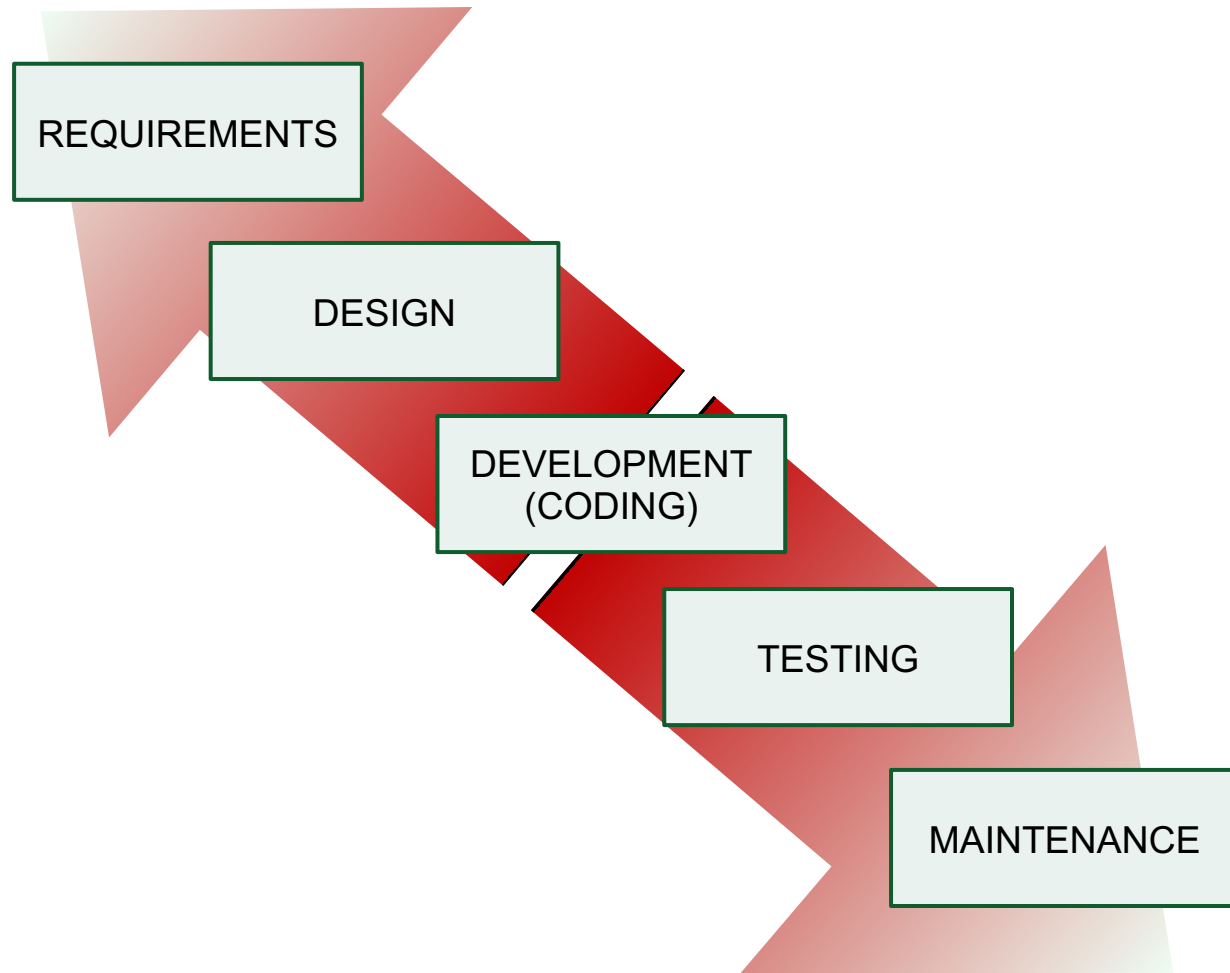 REQUIREMENTS
DESIGN
DEVELOPMENT
(CODING)
TESTING
MAINTENANCE